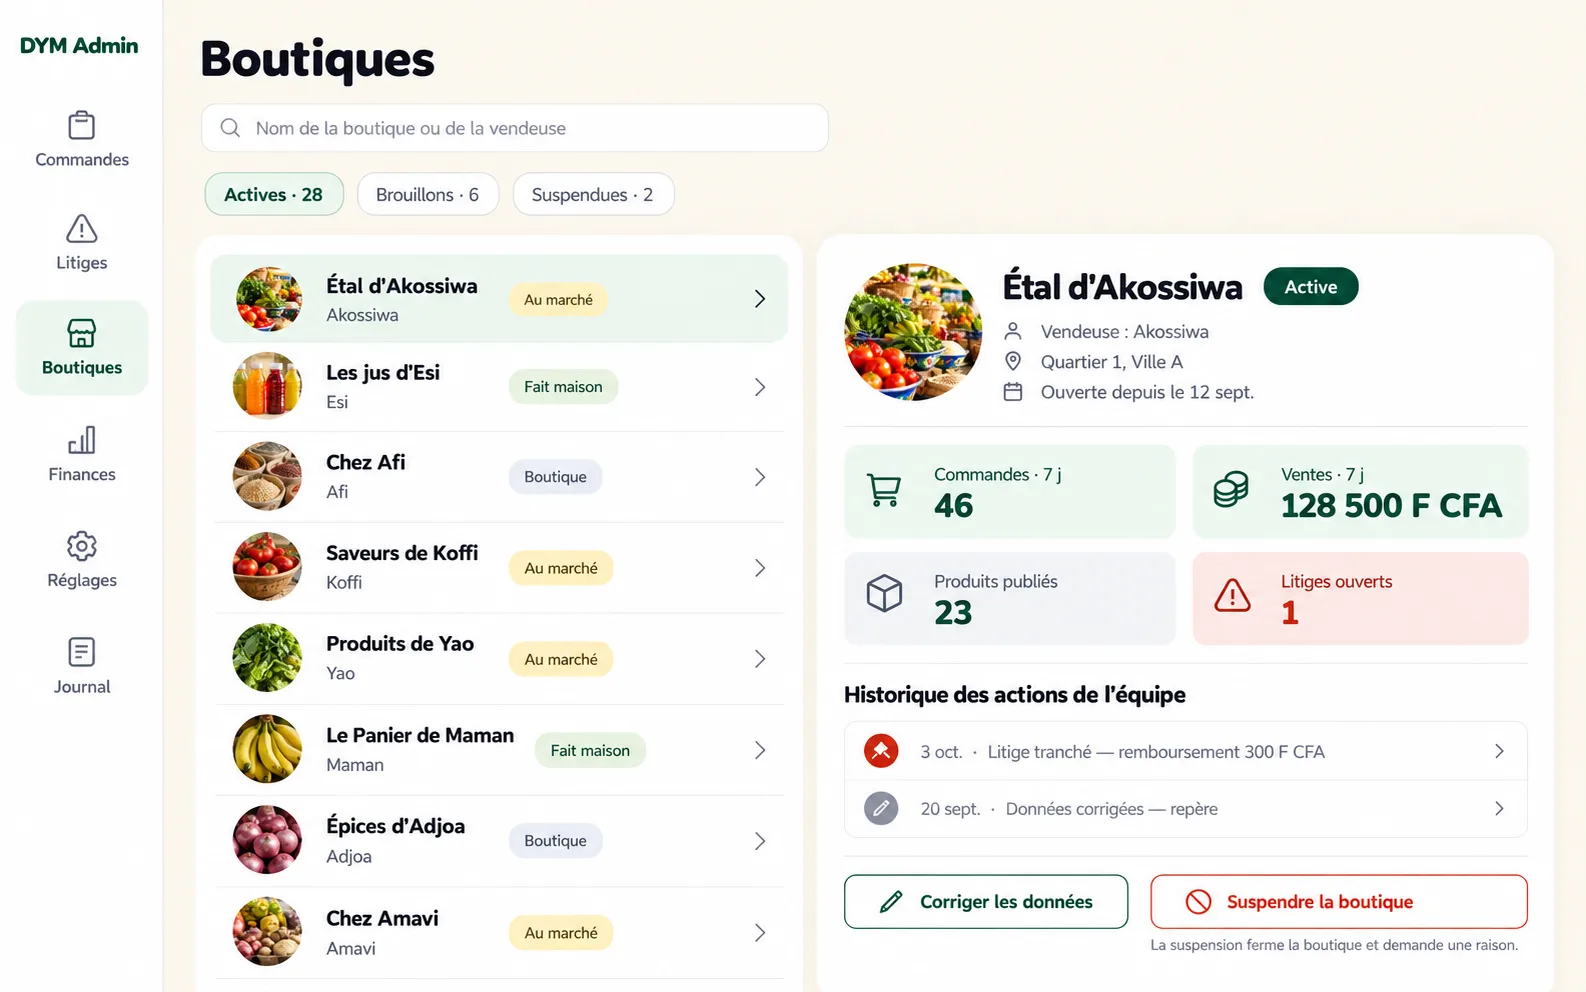 DYM Admin
Commandes
Litiges
Boutiques
Finances
Réglages
Journal
Boutiques
Nom de la boutique ou de la vendeuse
Actives · 28
Brouillons · 6
Suspendues · 2
Étal d’Akossiwa
Akossiwa
Au marché
Les jus d’Esi
Esi
Fait maison
Chez Afi
Afi
Boutique
Saveurs de Koffi
Koffi
Au marché
Produits de Yao
Yao
Au marché
Le Panier de Maman
Maman
Fait maison
Épices d’Adjoa
Adjoa
Boutique
Chez Amavi
Amavi
Au marché
Étal d’Akossiwa
Active
Vendeuse : Akossiwa
Quartier 1, Ville A
Ouverte depuis le 12 sept.
Commandes · 7 j
46
Ventes · 7 j
128 500 F CFA
Produits publiés
23
Litiges ouverts
1
Historique des actions de l’équipe
3 oct. · Litige tranché — remboursement 300 F CFA
20 sept. · Données corrigées — repère
Corriger les données
Suspendre la boutique
La suspension ferme la boutique et demande une raison.